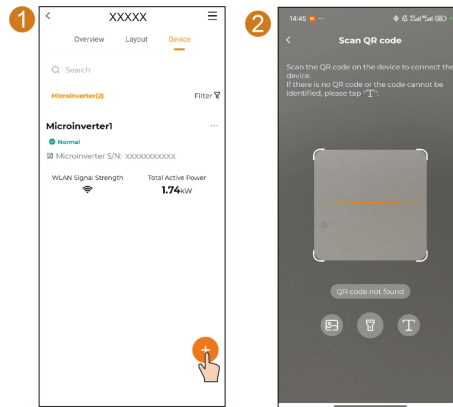 1
XXXXX
Overview Layout Device
Search
Microinverter(2) Filter
Microinverter1
Normal
Microinverter S/N: XXXXXXXXXXX
WLAN Signal Strength Total Active Power
1.74kW
2
14:45
Scan QR code
Scan the QR code on the device to connect the
device.
If there is no QR code or the code cannot be
identified, please tap "T".
QR code not found
T